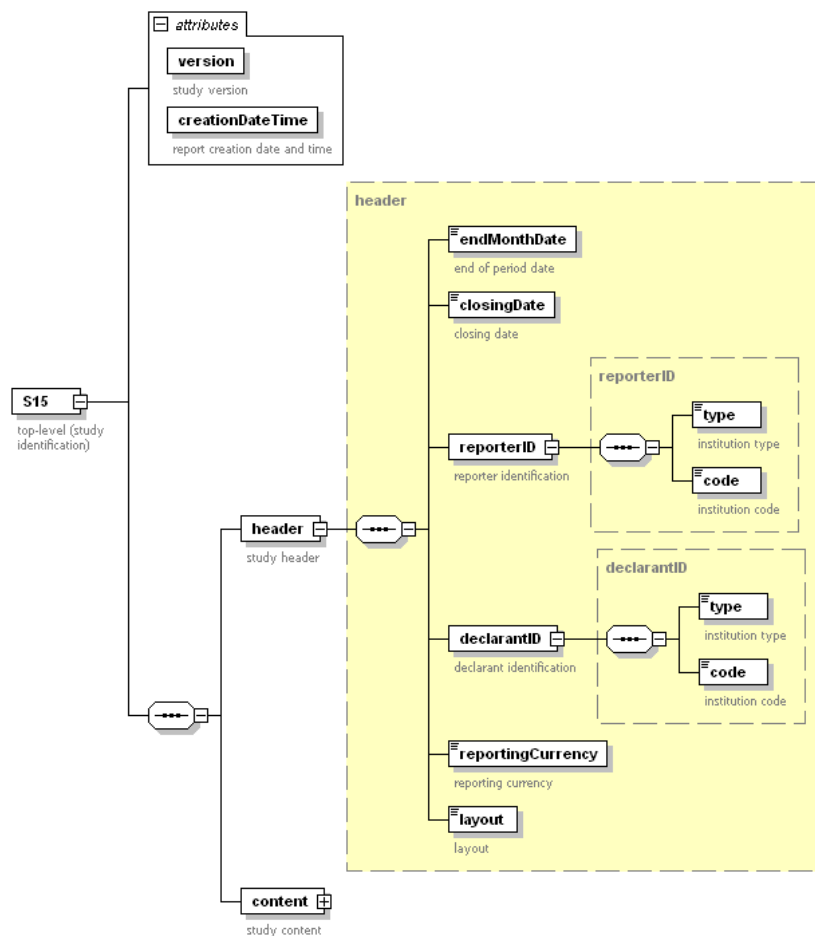 attributes
version
study version
creationDateTime
report creation date and time
header
endMonthDate
end of period date
closingDate
closing date
reporterID
type
S15
institution type
top-level (study
identification)
reporterID
reporter identification
code
institution code
header
study header
declarantID
type
institution type
declarantID
declarant identification
code
institution code
reportingCurrency
reporting currency
layout
layout
content
study content